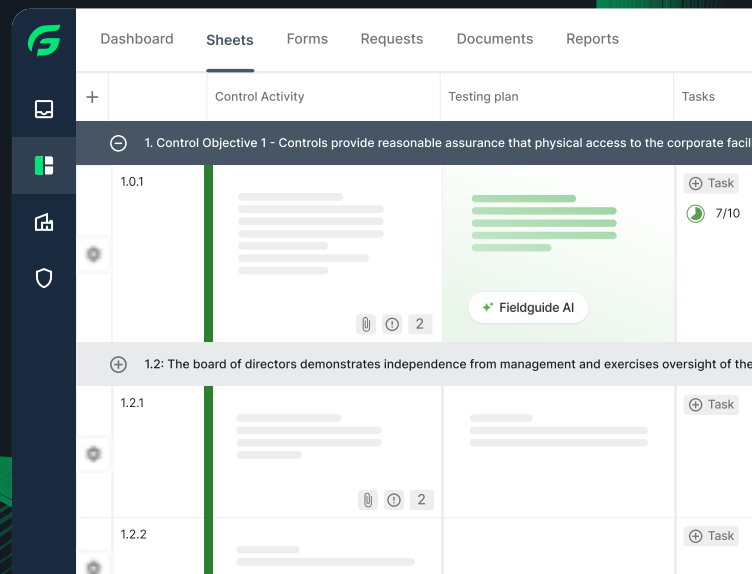 Dashboard Sheets Forms Requests Documents Reports
+ Control Activity Testing plan Tasks
1. Control Objective 1 - Controls provide reasonable assurance that physical access to the corporate facil
1.0.1
Task
7/10
Fieldguide AI
2
1.2: The board of directors demonstrates independence from management and exercises oversight of the
1.2.1
Task
2
1.2.2
Task